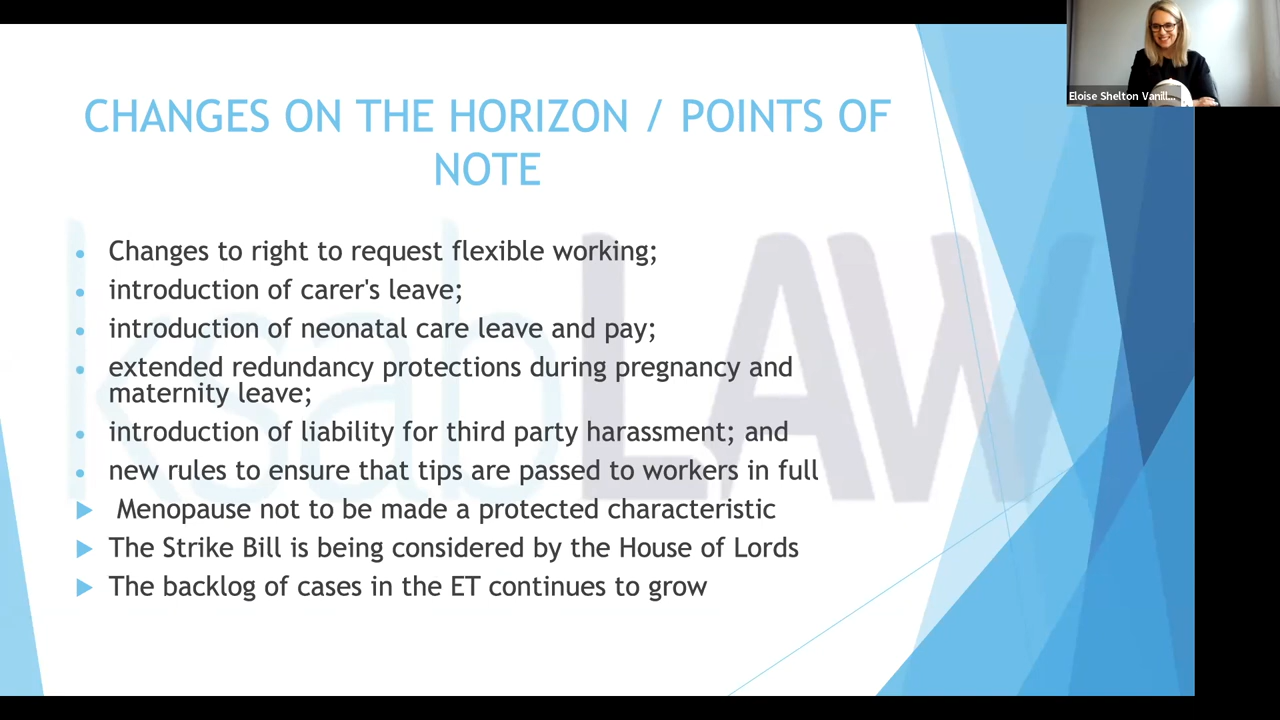 Eloise Shelton Vanill...
CHANGES ON THE HORIZON / POINTS OF
NOTE
ksabLAW
• Changes to right to request flexible working;
• introduction of carer's leave;
• introduction of neonatal care leave and pay;
• extended redundancy protections during pregnancy and
maternity leave;
• introduction of liability for third party harassment; and
• new rules to ensure that tips are passed to workers in full
Menopause not to be made a protected characteristic
The Strike Bill is being considered by the House of Lords
The backlog of cases in the ET continues to grow